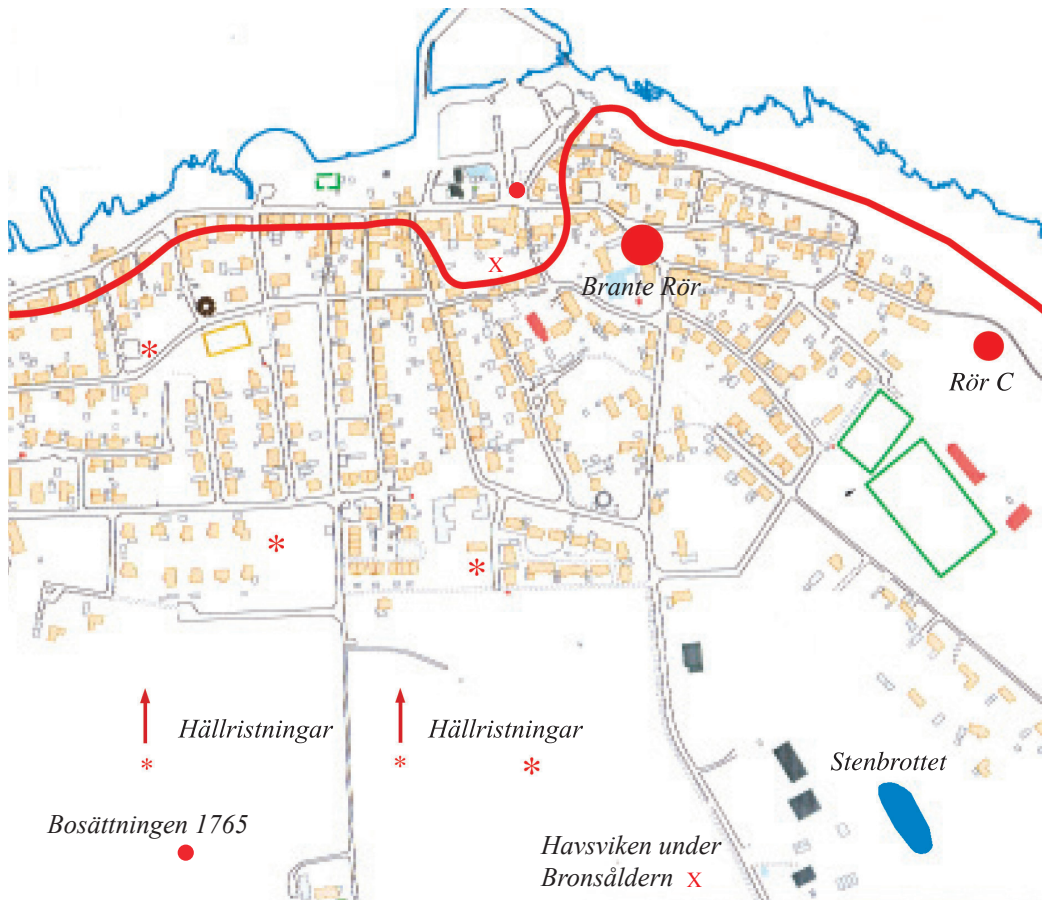 x
Brante Rör
Rör C
*
*
*
Hällristningar
Hällristningar
*
*
*
Stenbrottet
Bosättningen 1765
Havsviken under
Bronsåldern x